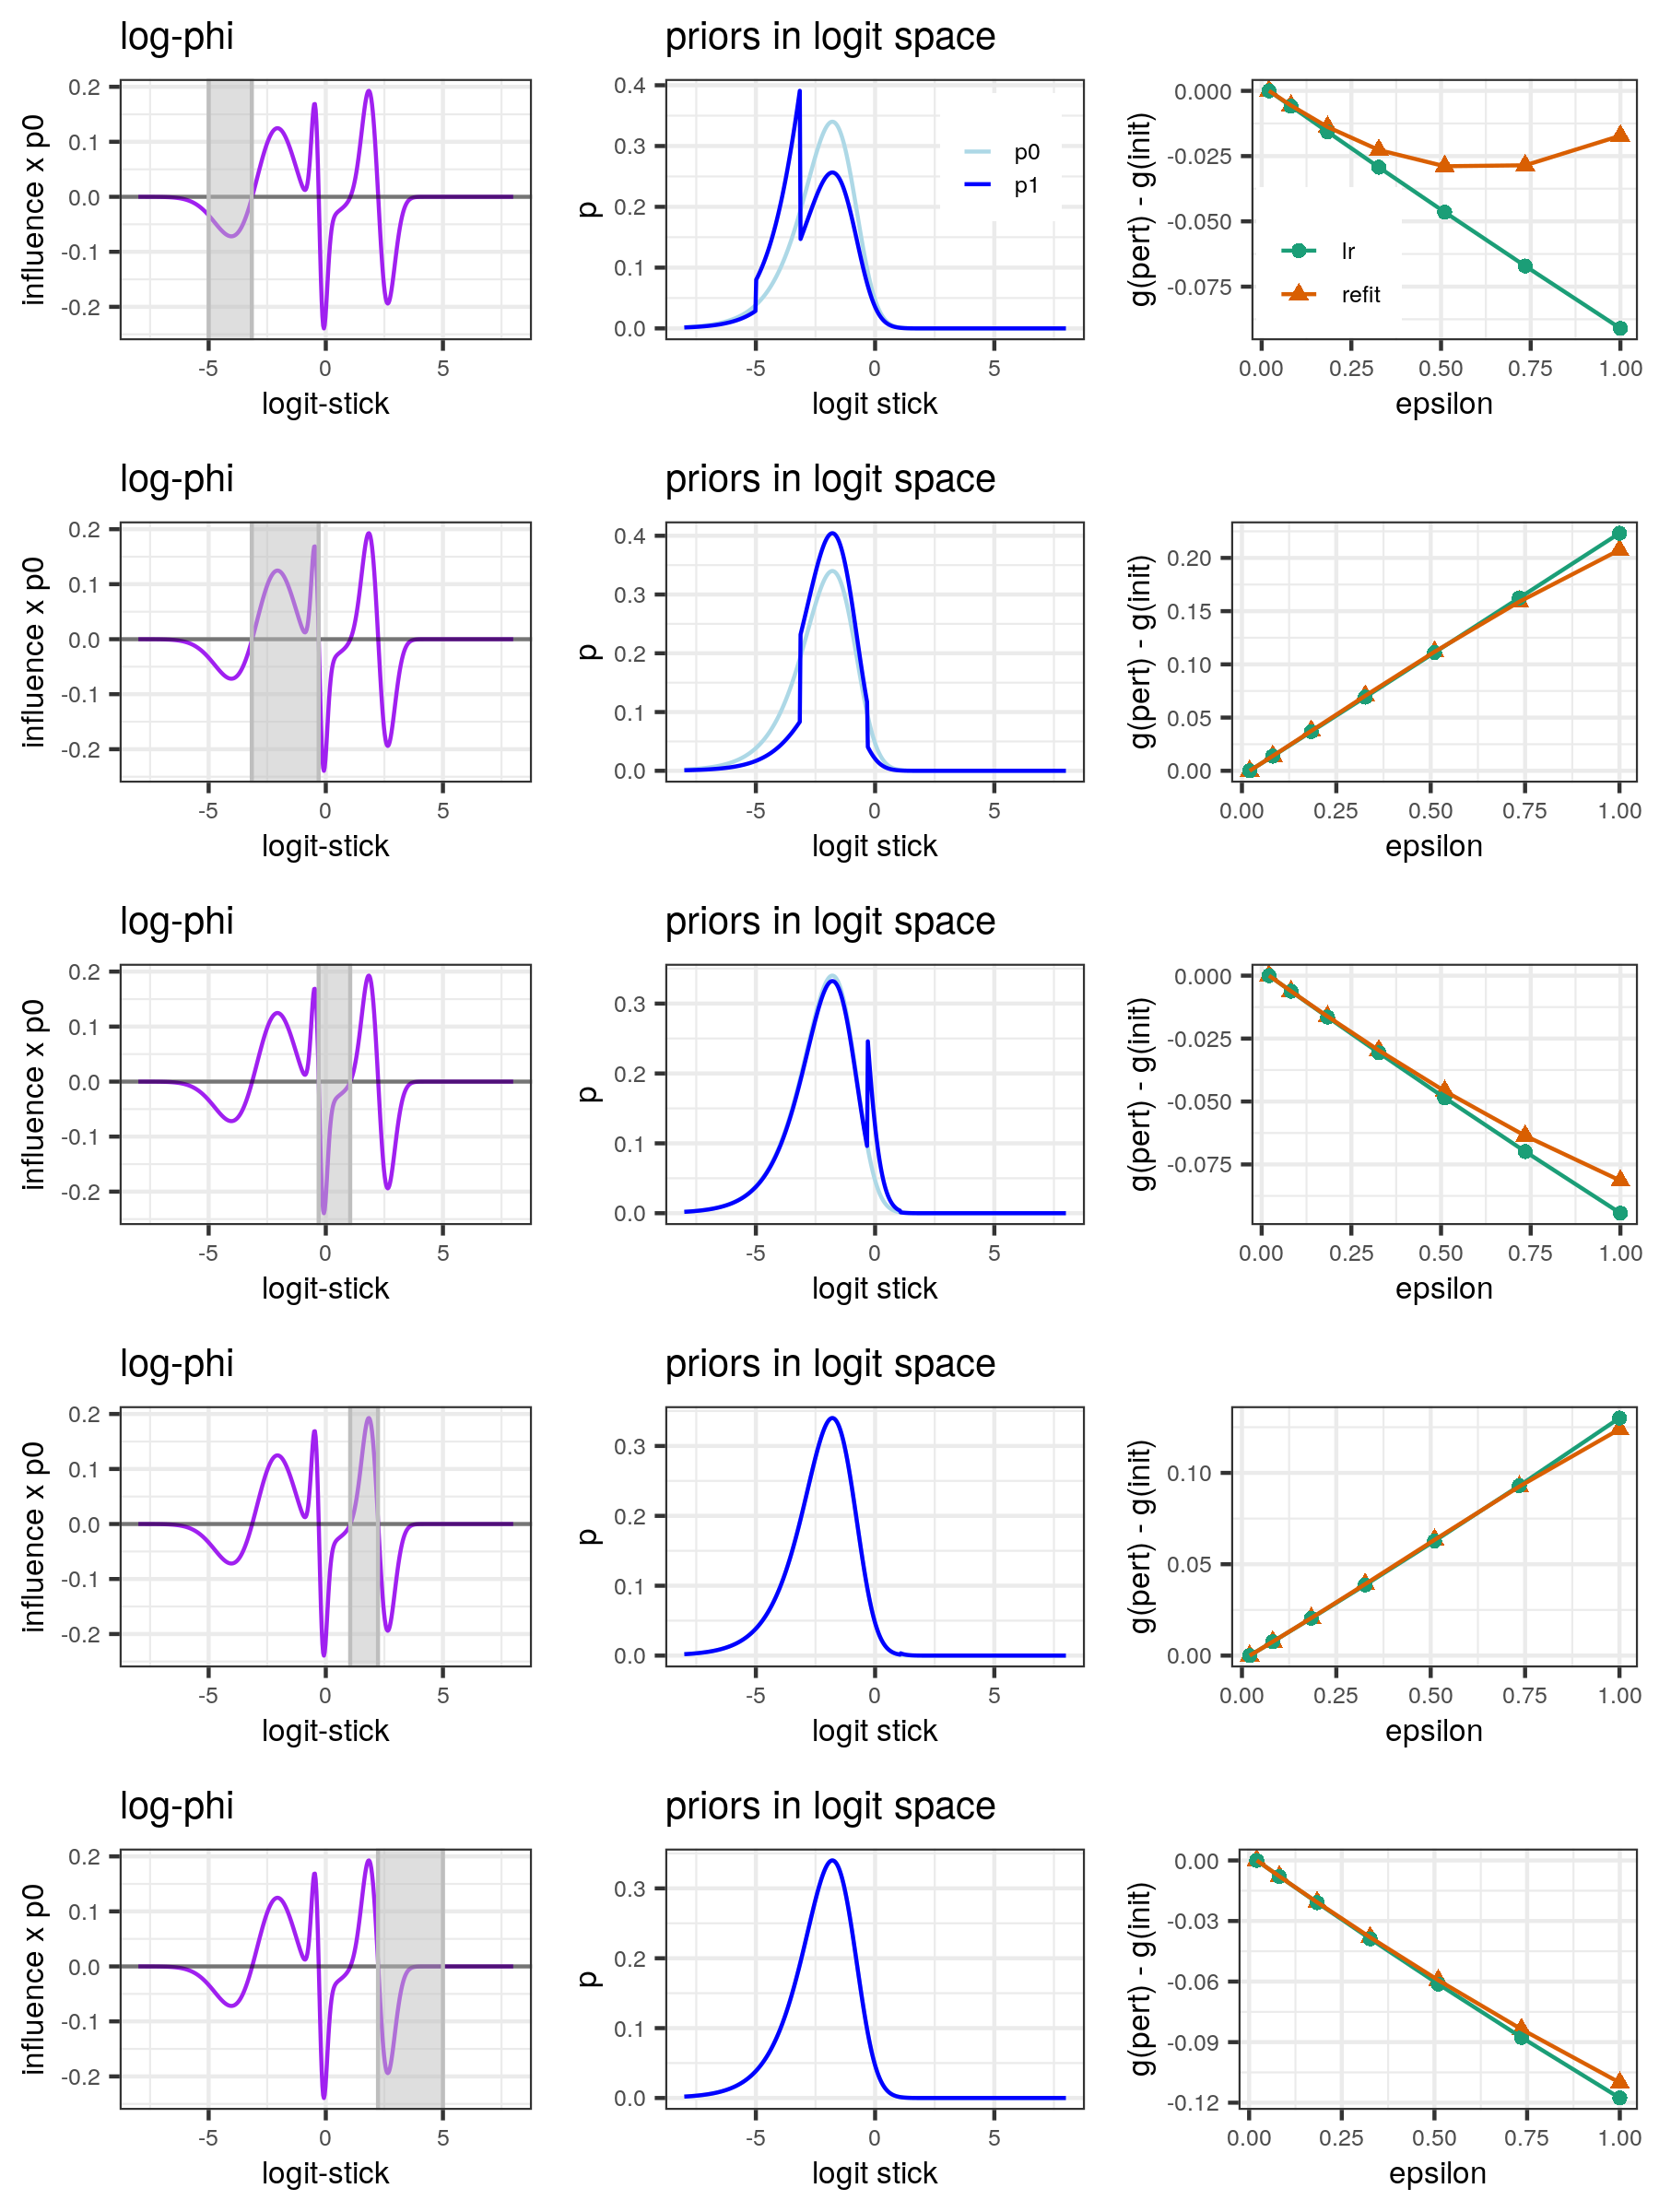 log-phi
priors in logit space
influence x p0
0.2
0.1
0.0
-0.1
-0.2
-5
0
5
logit-stick
p
0.4
0.3
0.2
0.1
0.0
p0
p1
-5
0
5
logit stick
g(pert) - g(init)
0.000
-0.025
-0.050
-0.075
lr
refit
0.00
0.25
0.50
0.75
1.00
epsilon
log-phi
priors in logit space
influence x p0
0.2
0.1
0.0
-0.1
-0.2
-5
0
5
logit-stick
p
0.4
0.3
0.2
0.1
0.0
-5
0
5
logit stick
g(pert) - g(init)
0.20
0.15
0.10
0.05
0.00
0.00
0.25
0.50
0.75
1.00
epsilon
log-phi
priors in logit space
influence x p0
0.2
0.1
0.0
-0.1
-0.2
-5
0
5
logit-stick
p
0.3
0.2
0.1
0.0
-5
0
5
logit stick
g(pert) - g(init)
0.000
-0.025
-0.050
-0.075
0.00
0.25
0.50
0.75
1.00
epsilon
log-phi
priors in logit space
influence x p0
0.2
0.1
0.0
-0.1
-0.2
-5
0
5
logit-stick
p
0.3
0.2
0.1
0.0
-5
0
5
logit stick
g(pert) - g(init)
0.10
0.05
0.00
0.00
0.25
0.50
0.75
1.00
epsilon
log-phi
priors in logit space
influence x p0
0.2
0.1
0.0
-0.1
-0.2
-5
0
5
logit-stick
p
0.3
0.2
0.1
0.0
-5
0
5
logit stick
g(pert) - g(init)
0.00
-0.03
-0.06
-0.09
-0.12
0.00
0.25
0.50
0.75
1.00
epsilon